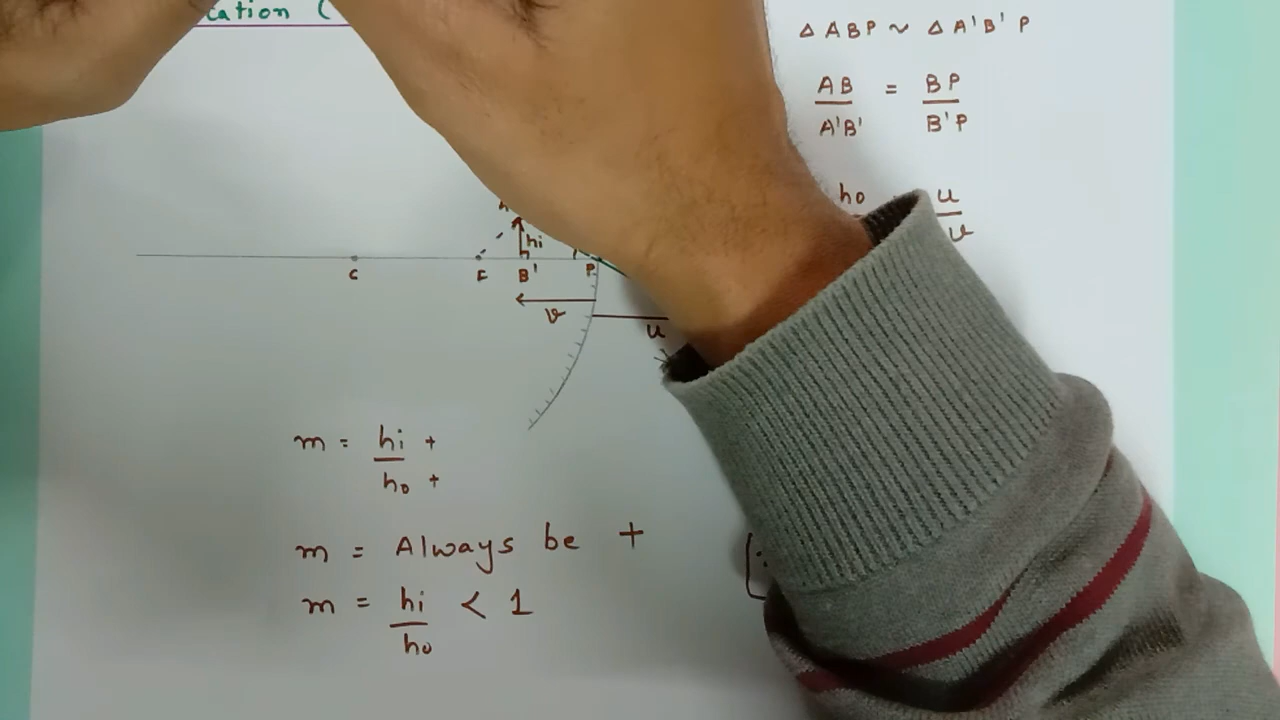 cation (
Δ ABP ~ Δ A'B' P
AB = BP
A'B' B'P
ho u
v
hi
C F B' P
v
u
m = hi +
ho +
m = Always be +
m = hi < 1
ho